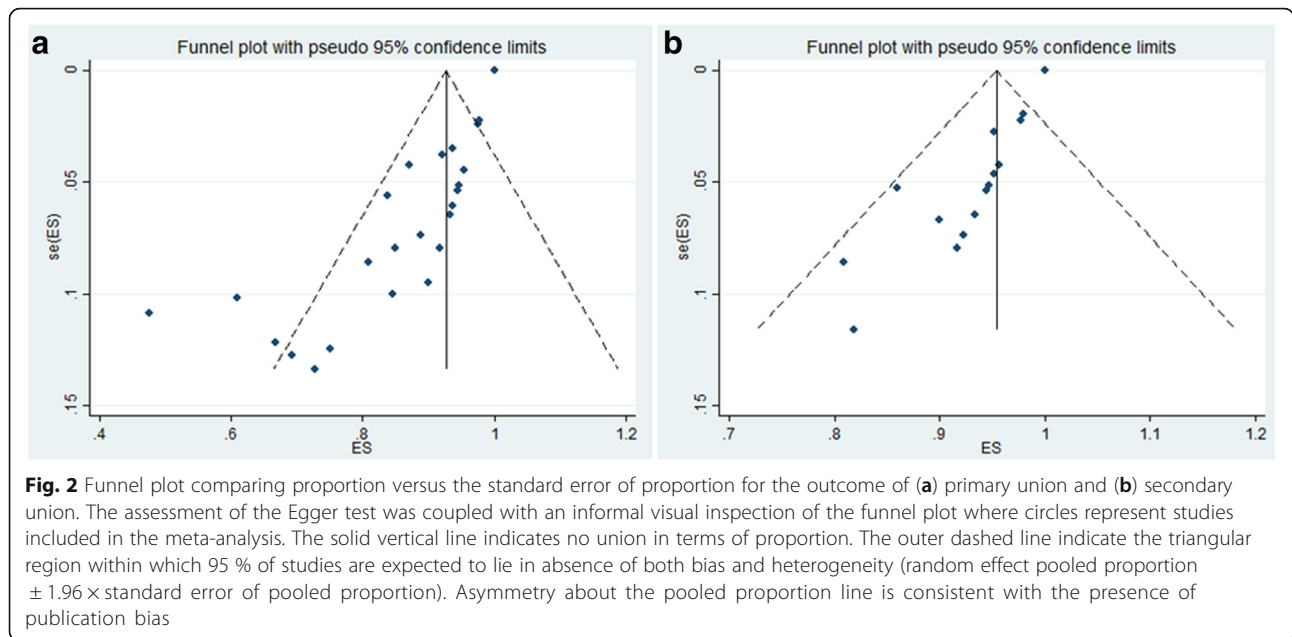 a
Funnel plot with pseudo 95% confidence limits
se(ES)
0
.05
.1
.15
.4
.6
.8
1
1.2
ES
b
Funnel plot with pseudo 95% confidence limits
se(ES)
0
.05
.1
.15
.7
.8
.9
1
1.1
1.2
ES
Fig. 2 Funnel plot comparing proportion versus the standard error of proportion for the outcome of (a) primary union and (b) secondary
union. The assessment of the Egger test was coupled with an informal visual inspection of the funnel plot where circles represent studies
included in the meta-analysis. The solid vertical line indicates no union in terms of proportion. The outer dashed line indicate the triangular
region within which 95 % of studies are expected to lie in absence of both bias and heterogeneity (random effect pooled proportion
± 1.96 × standard error of pooled proportion). Asymmetry about the pooled proportion line is consistent with the presence of
publication bias